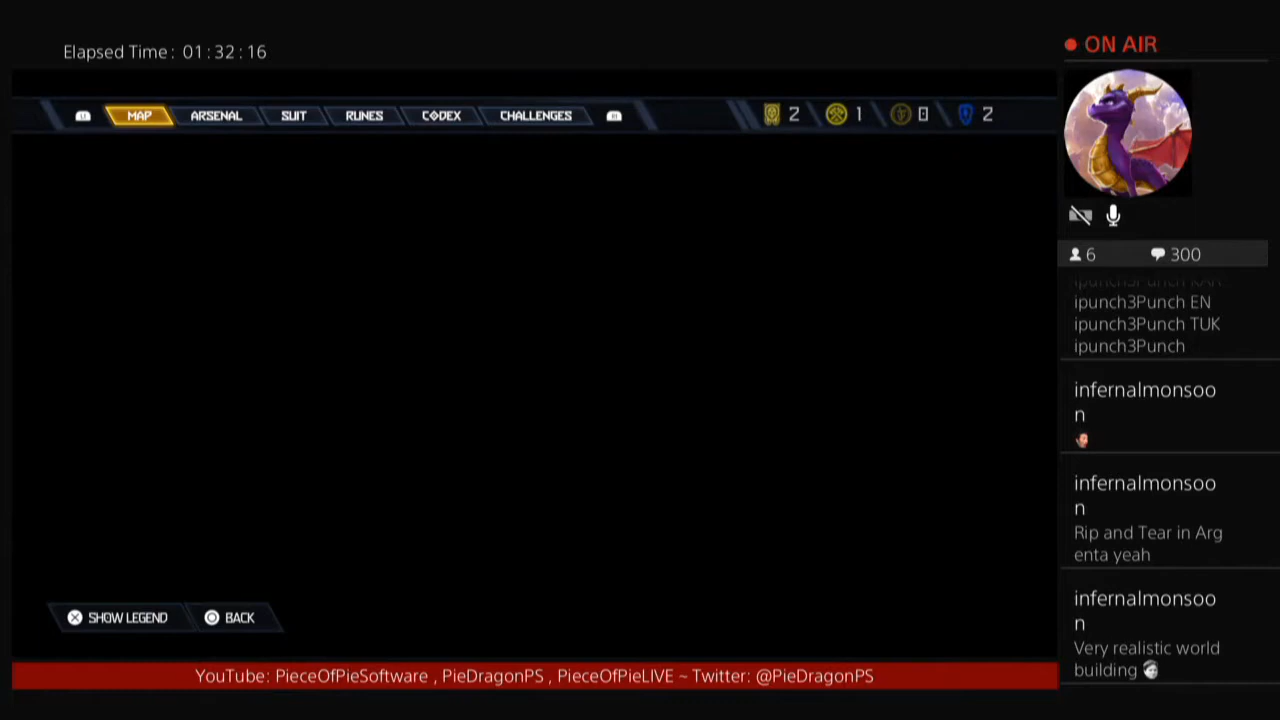 Elapsed Time: 01:32:16
ON AIR
MAP ARSENAL SUIT RUNES CODEX CHALLENGES 2 1 0 2
6 300
ipunch3Punch
ipunch3Punch EN
ipunch3Punch TUK
ipunch3Punch
infernalmonsoo
n
infernalmonsoo
n
Rip and Tear in Arg
enta yeah
infernalmonsoo
n
Very realistic world
building
SHOW LEGEND BACK
YouTube: PieceOfPieSoftware , PieDragonPS , PieceOfPieLIVE ~ Twitter: @PieDragonPS